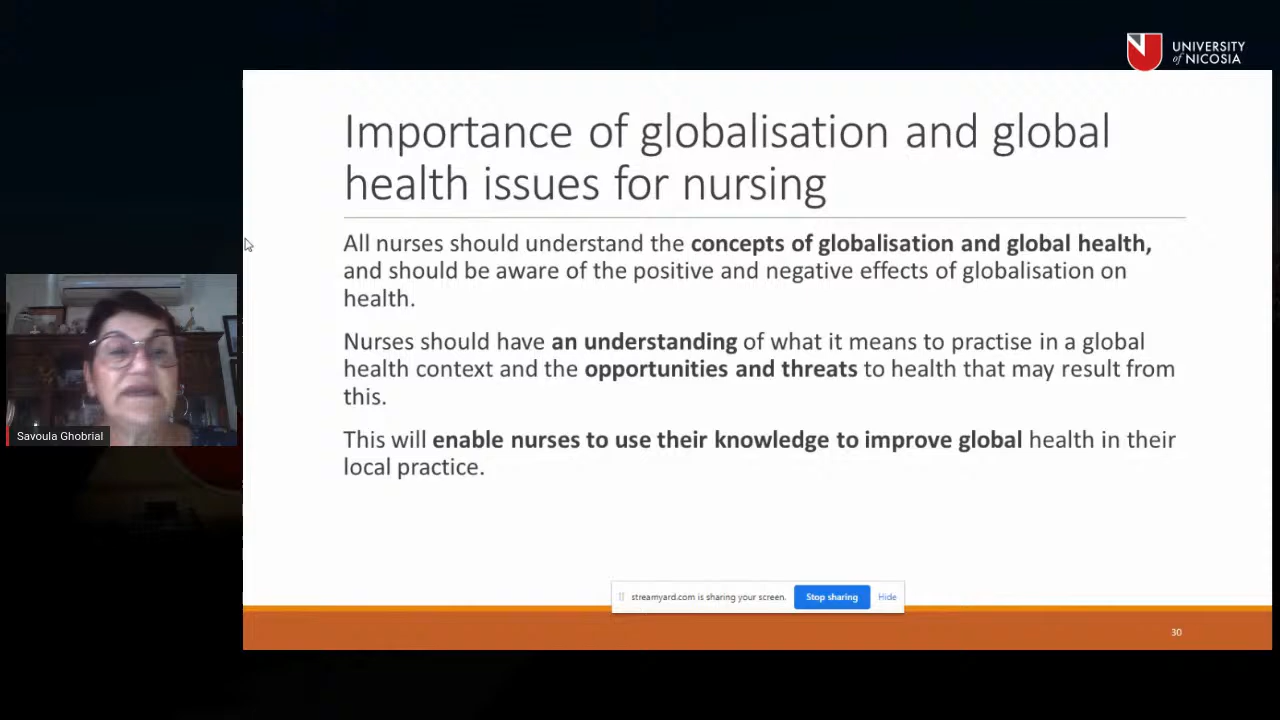 UNIVERSITY
of NICOSIA
Importance of globalisation and global
health issues for nursing
All nurses should understand the concepts of globalisation and global health,
and should be aware of the positive and negative effects of globalisation on
health.
Nurses should have an understanding of what it means to practise in a global
health context and the opportunities and threats to health that may result from
this.
This will enable nurses to use their knowledge to improve global health in their
local practice.
Savoula Ghobrial
streamyard.com is sharing your screen.
Stop sharing
Hide
30